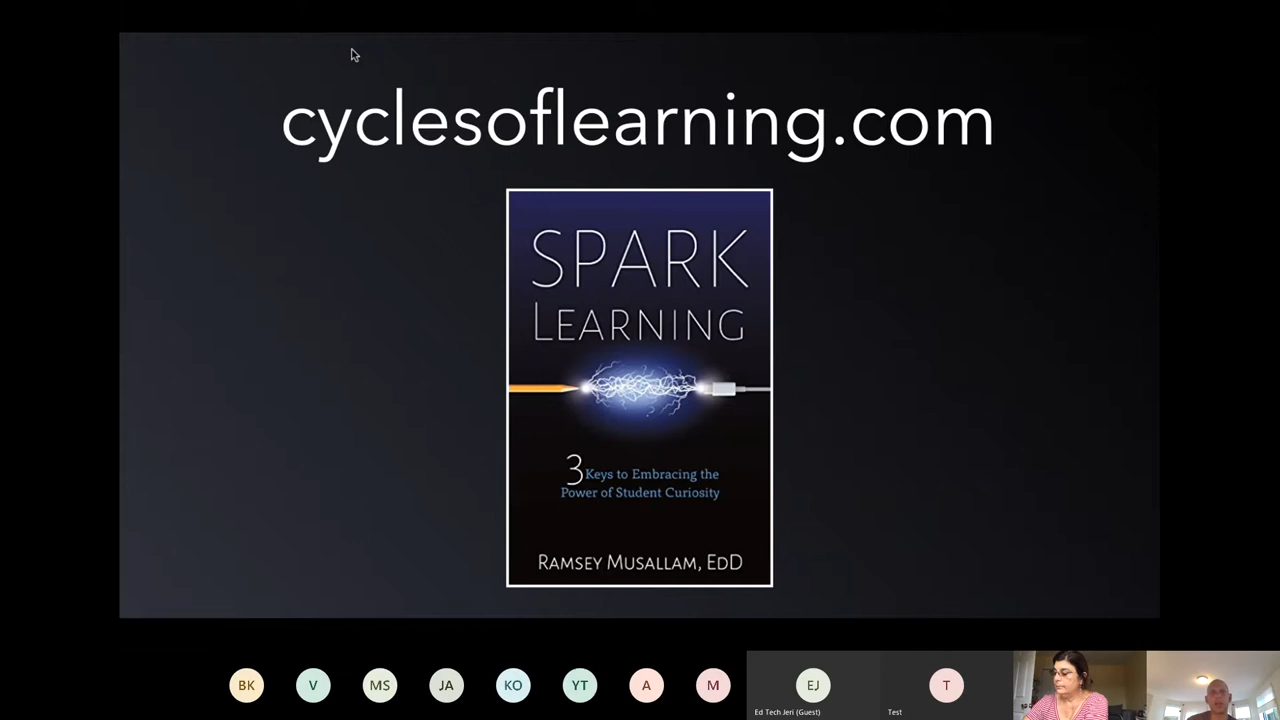 cyclesoflearning.com
SPARK
LEARNING
3 Keys to Embracing the
Power of Student Curiosity
RAMSEY MUSALLAM, EDD
BK
V
MS
JA
KO
YT
A
M
EJ
T
Ed Tech Jeri (Guest)
Test